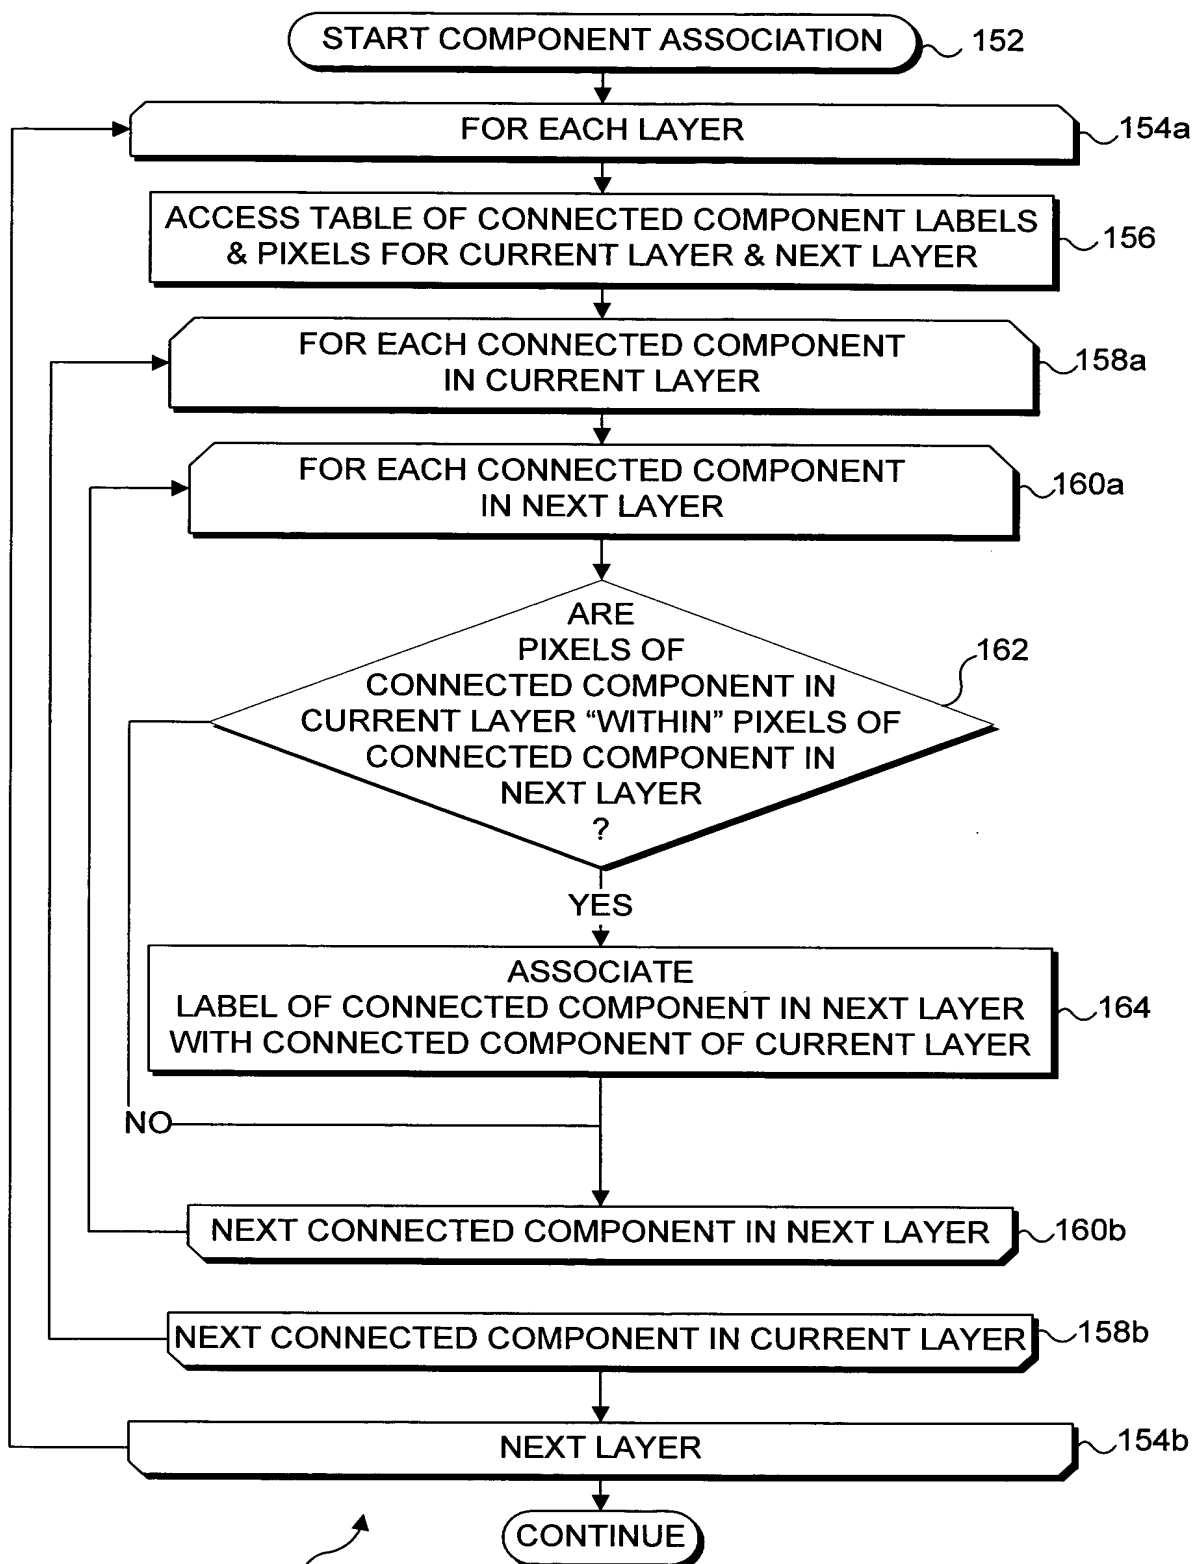 START COMPONENT ASSOCIATION
152
FOR EACH LAYER
154a
ACCESS TABLE OF CONNECTED COMPONENT LABELS
& PIXELS FOR CURRENT LAYER & NEXT LAYER
156
FOR EACH CONNECTED COMPONENT
IN CURRENT LAYER
158a
FOR EACH CONNECTED COMPONENT
IN NEXT LAYER
160a
ARE
PIXELS OF
CONNECTED COMPONENT IN
CURRENT LAYER “WITHIN” PIXELS OF
CONNECTED COMPONENT IN
NEXT LAYER
?
162
YES
ASSOCIATE
LABEL OF CONNECTED COMPONENT IN NEXT LAYER
WITH CONNECTED COMPONENT OF CURRENT LAYER
164
NO
NEXT CONNECTED COMPONENT IN NEXT LAYER
160b
NEXT CONNECTED COMPONENT IN CURRENT LAYER
158b
NEXT LAYER
154b
CONTINUE